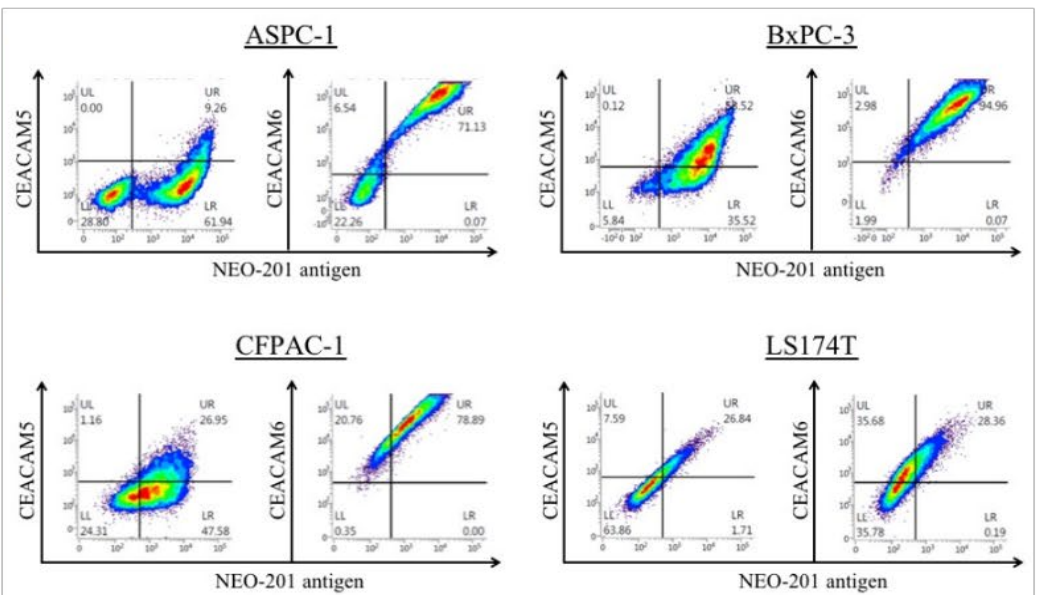 ASPC-1
BxPC-3
CEACAM5
UL
0.00
UR
9.26
LL
28.80
LR
61.94
CEACAM6
UL
6.54
UR
71.13
LL
22.26
LR
0.07
NEO-201 antigen
CEACAM5
UL
0.12
LL
5.84
LR
35.52
CEACAM6
UL
2.98
UR
94.96
LL
1.99
LR
0.07
NEO-201 antigen
CFPAC-1
LS174T
CEACAM5
UL
1.16
UR
26.95
LL
24.31
LR
47.58
CEACAM6
UL
20.76
UR
78.89
LL
0.35
LR
0.00
NEO-201 antigen
CEACAM5
UL
7.59
UR
26.84
LL
63.86
LR
1.71
CEACAM6
UL
35.68
UR
28.36
LL
35.78
LR
0.19
NEO-201 antigen